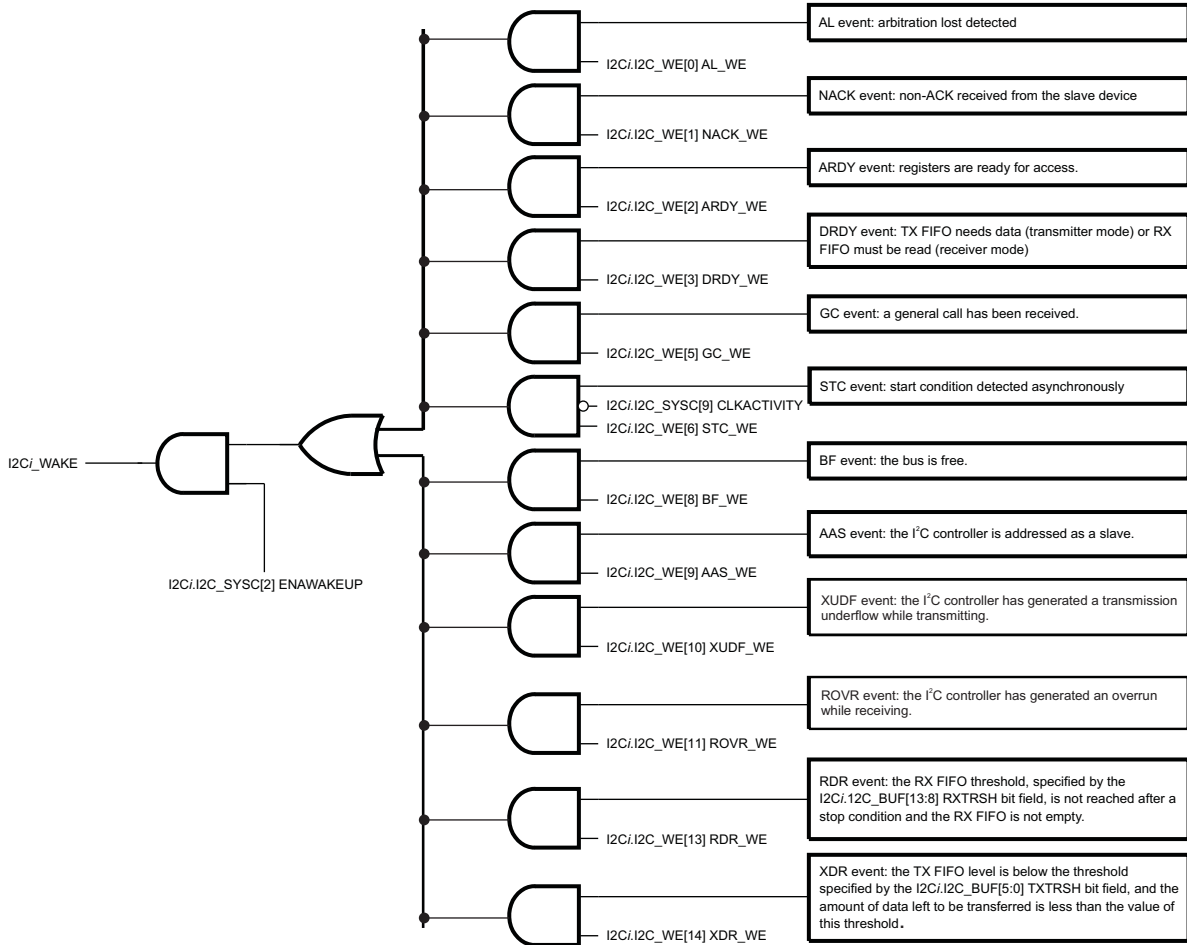 AL event: arbitration lost detected
I2Ci.I2C_WE[0] AL_WE
NACK event: non-ACK received from the slave device
I2Ci.I2C_WE[1] NACK_WE
ARDY event: registers are ready for access.
I2Ci.I2C_WE[2] ARDY_WE
DRDY event: TX FIFO needs data (transmitter mode) or RX
FIFO must be read (receiver mode)
I2Ci.I2C_WE[3] DRDY_WE
GC event: a general call has been received.
I2Ci.I2C_WE[5] GC_WE
STC event: start condition detected asynchronously
I2Ci.I2C_SYSC[9] CLKACTIVITY
I2Ci.I2C_WE[6] STC_WE
I2Ci_WAKE
BF event: the bus is free.
I2Ci.I2C_WE[8] BF_WE
AAS event: the I²C controller is addressed as a slave.
I2Ci.I2C_WE[9] AAS_WE
I2Ci.I2C_SYSC[2] ENAWAKEUP
XUDF event: the I²C controller has generated a transmission
underflow while transmitting.
I2Ci.I2C_WE[10] XUDF_WE
ROVR event: the I²C controller has generated an overrun
while receiving.
I2Ci.I2C_WE[11] ROVR_WE
RDR event: the RX FIFO threshold, specified by the
I2Ci.12C_BUF[13:8] RXTRSH bit field, is not reached after a
stop condition and the RX FIFO is not empty.
I2Ci.I2C_WE[13] RDR_WE
XDR event: the TX FIFO level is below the threshold
specified by the I2Ci.I2C_BUF[5:0] TXTRSH bit field, and the
amount of data left to be transferred is less than the value of
this threshold.
I2Ci.I2C_WE[14] XDR_WE